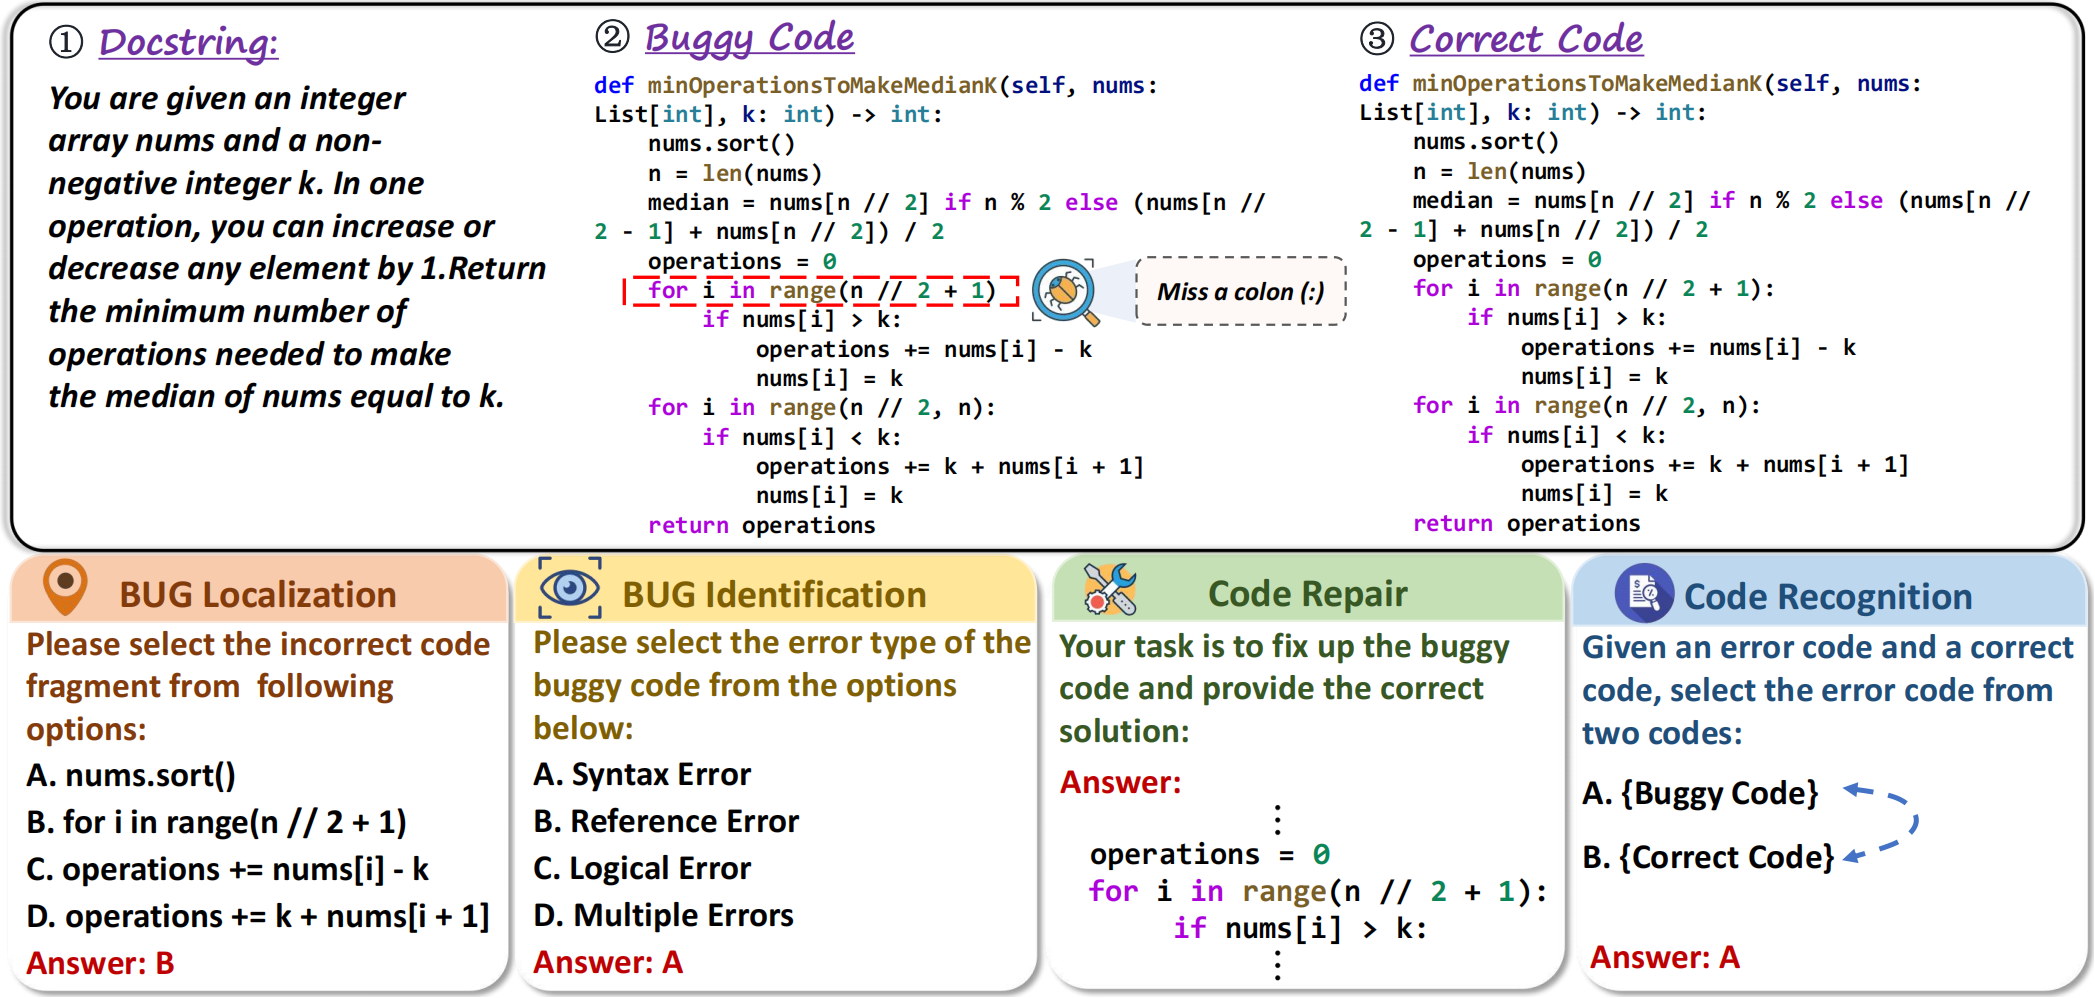 ① Docstring:
You are given an integer
array nums and a non-
negative integer k. In one
operation, you can increase or
decrease any element by 1.Return
the minimum number of
operations needed to make
the median of nums equal to k.
② Buggy Code
def minOperationsToMakeMedianK(self, nums:
List[int], k: int) -> int:
    nums.sort()
    n = len(nums)
    median = nums[n // 2] if n % 2 else (nums[n //
2 - 1] + nums[n // 2]) / 2
    operations = 0
    for i in range(n // 2 + 1)
        if nums[i] > k:
            operations += nums[i] - k
            nums[i] = k
    for i in range(n // 2, n):
        if nums[i] < k:
            operations += k + nums[i + 1]
            nums[i] = k
    return operations
Miss a colon (:)
③ Correct Code
def minOperationsToMakeMedianK(self, nums:
List[int], k: int) -> int:
    nums.sort()
    n = len(nums)
    median = nums[n // 2] if n % 2 else (nums[n //
2 - 1] + nums[n // 2]) / 2
    operations = 0
    for i in range(n // 2 + 1):
        if nums[i] > k:
            operations += nums[i] - k
            nums[i] = k
    for i in range(n // 2, n):
        if nums[i] < k:
            operations += k + nums[i + 1]
            nums[i] = k
    return operations
BUG Localization
Please select the incorrect code
fragment from following
options:
A. nums.sort()
B. for i in range(n // 2 + 1)
C. operations += nums[i] - k
D. operations += k + nums[i + 1]
Answer: B
BUG Identification
Please select the error type of the
buggy code from the options
below:
A. Syntax Error
B. Reference Error
C. Logical Error
D. Multiple Errors
Answer: A
Code Repair
Your task is to fix up the buggy
code and provide the correct
solution:
Answer:
⋮
operations = 0
for i in range(n // 2 + 1):
    if nums[i] > k:
⋮
Code Recognition
Given an error code and a correct
code, select the error code from
two codes:
A. {Buggy Code}
B. {Correct Code}
Answer: A